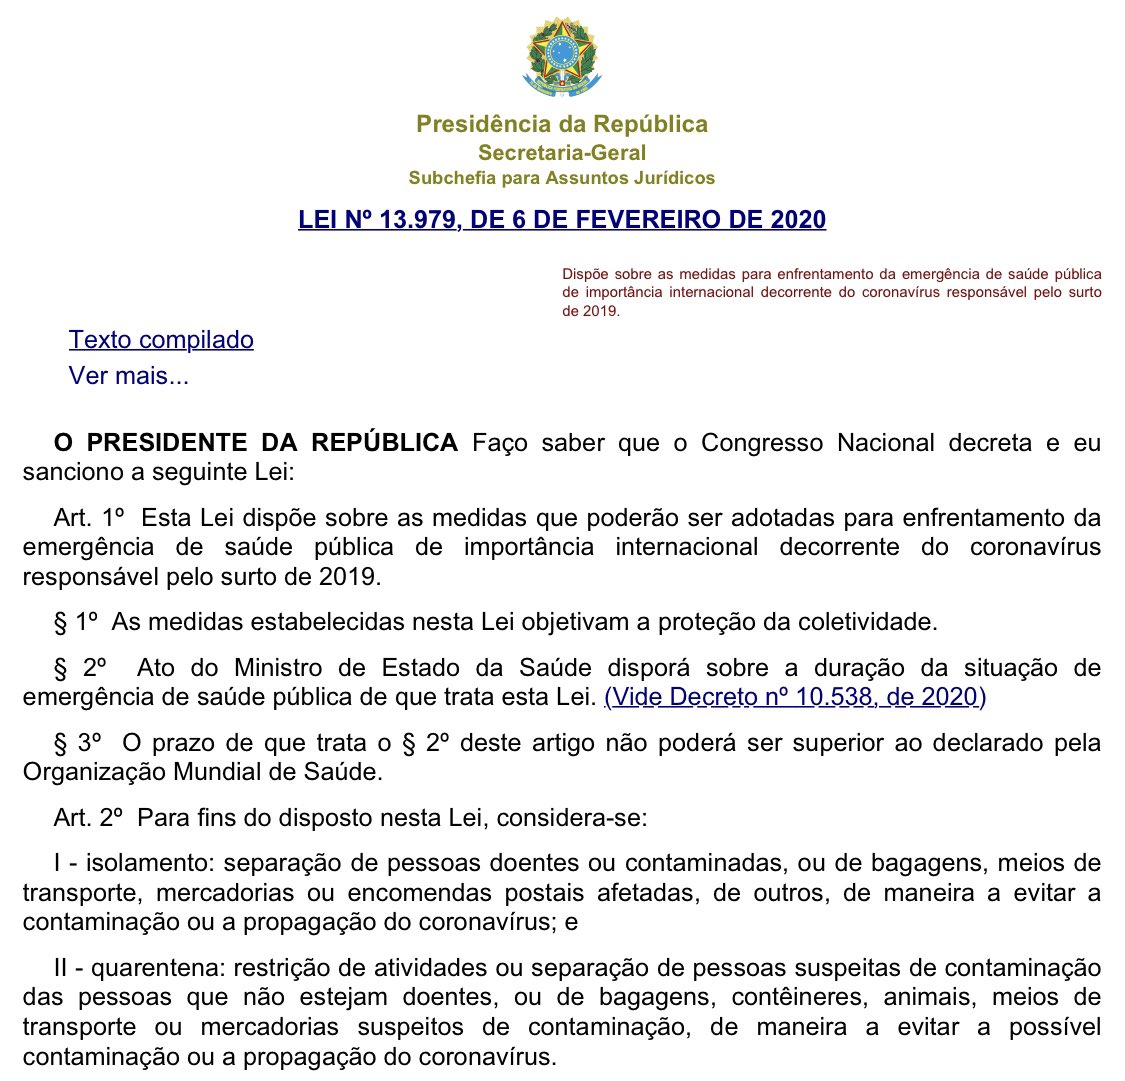 Presidência da República
Secretaria-Geral
Subchefia para Assuntos Jurídicos
LEI Nº 13.979, DE 6 DE FEVEREIRO DE 2020
Dispõe sobre as medidas para enfrentamento da emergência de saúde pública
de importância internacional decorrente do coronavírus responsável pelo surto
de 2019.
Texto compilado
Ver mais...
O PRESIDENTE DA REPÚBLICA Faço saber que o Congresso Nacional decreta e eu
sanciono a seguinte Lei:
Art. 1º Esta Lei dispõe sobre as medidas que poderão ser adotadas para enfrentamento da
emergência de saúde pública de importância internacional decorrente do coronavírus
responsável pelo surto de 2019.
§ 1º As medidas estabelecidas nesta Lei objetivam a proteção da coletividade.
§ 2º Ato do Ministro de Estado da Saúde disporá sobre a duração da situação de
emergência de saúde pública de que trata esta Lei. (Vide Decreto nº 10.538, de 2020)
§ 3º O prazo de que trata o § 2º deste artigo não poderá ser superior ao declarado pela
Organização Mundial de Saúde.
Art. 2º Para fins do disposto nesta Lei, considera-se:
I - isolamento: separação de pessoas doentes ou contaminadas, ou de bagagens, meios de
transporte, mercadorias ou encomendas postais afetadas, de outros, de maneira a evitar a
contaminação ou a propagação do coronavírus; e
II - quarentena: restrição de atividades ou separação de pessoas suspeitas de contaminação
das pessoas que não estejam doentes, ou de bagagens, contêineres, animais, meios de
transporte ou mercadorias suspeitos de contaminação, de maneira a evitar a possível
contaminação ou a propagação do coronavírus.